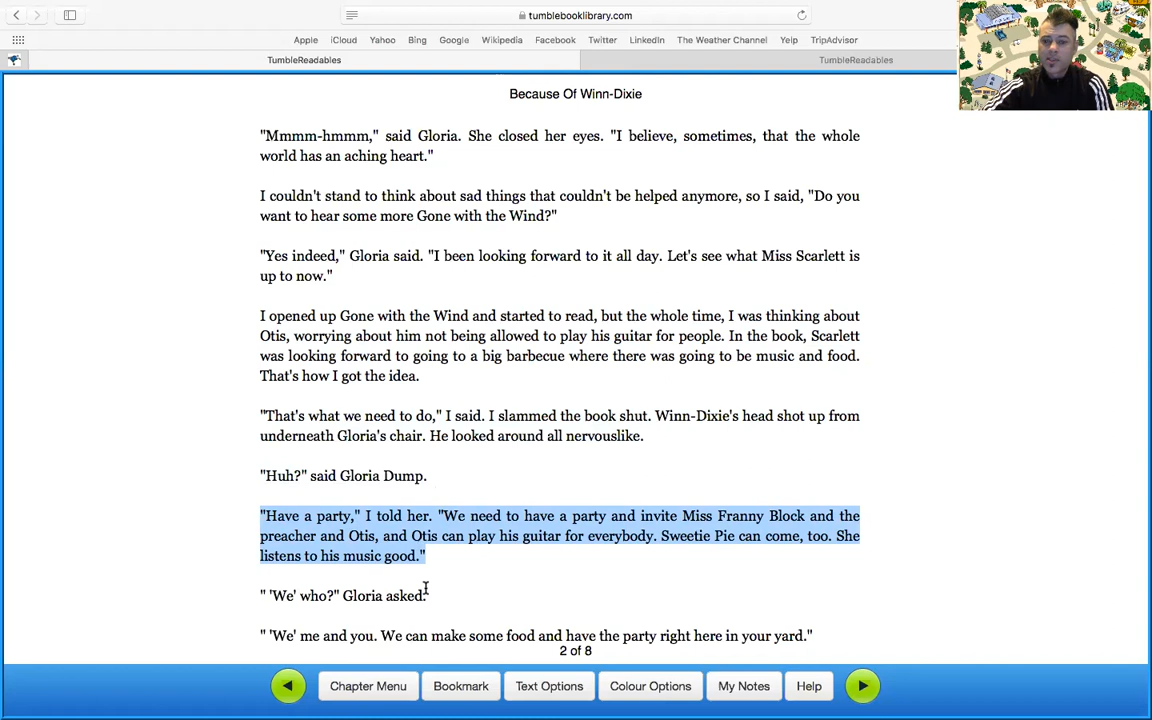 tumblebooklibrary.com
Apple iCloud Yahoo Bing Google Wikipedia Facebook Twitter LinkedIn The Weather Channel Yelp TripAdvisor
TumbleReadables TumbleReadables
Because Of Winn-Dixie
"Mmmm-hmmm," said Gloria. She closed her eyes. "I believe, sometimes, that the whole
world has an aching heart."
I couldn't stand to think about sad things that couldn't be helped anymore, so I said, "Do you
want to hear some more Gone with the Wind?"
"Yes indeed," Gloria said. "I been looking forward to it all day. Let's see what Miss Scarlett is
up to now."
I opened up Gone with the Wind and started to read, but the whole time, I was thinking about
Otis, worrying about him not being allowed to play his guitar for people. In the book, Scarlett
was looking forward to going to a big barbecue where there was going to be music and food.
That's how I got the idea.
"That's what we need to do," I said. I slammed the book shut. Winn-Dixie's head shot up from
underneath Gloria's chair. He looked around all nervouslike.
"Huh?" said Gloria Dump.
"Have a party," I told her. "We need to have a party and invite Miss Franny Block and the
preacher and Otis, and Otis can play his guitar for everybody. Sweetie Pie can come, too. She
listens to his music good."
" 'We' who?" Gloria asked.
" 'We' me and you. We can make some food and have the party right here in your yard."
2 of 8
Chapter Menu Bookmark Text Options Colour Options My Notes Help